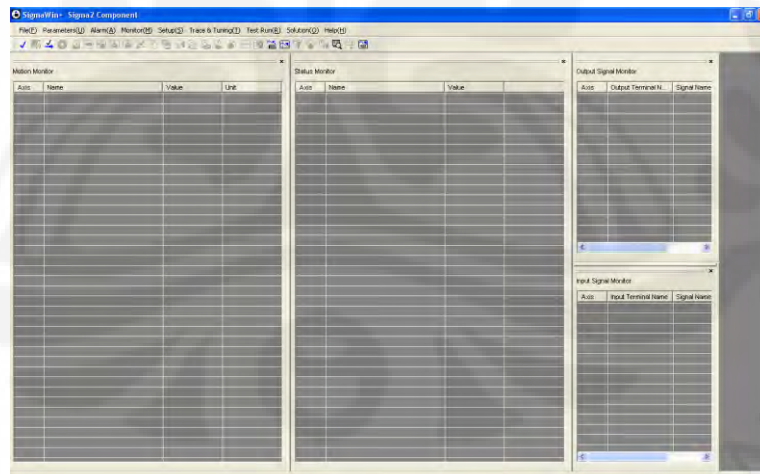 SigmaWin+ Sigma2 Component
File(F) Parameters(U) Alarm(A) Monitor(M) Setup(S) Trace & Tuning(T) Test Run(R) Solution(O) Help(H)
Motion Monitor
Axis Name Value Unit
Status Monitor
Axis Name Value
Output Signal Monitor
Axis Output Terminal N... Signal Name
Input Signal Monitor
Axis Input Terminal Name Signal Name